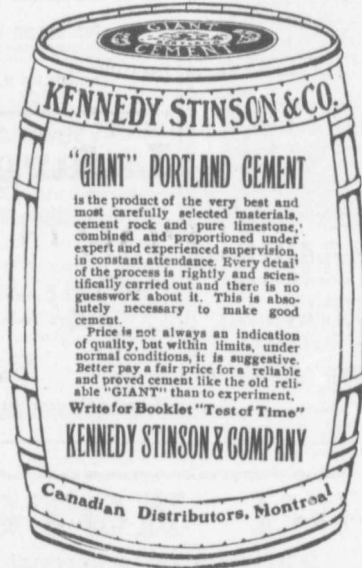 GIANT
CEMENT
KENNEDY STINSON & CO.
"GIANT" PORTLAND CEMENT
is the product of the very best and
most carefully selected materials,
cement rock and pure limestone,
combined and proportioned under
expert and experienced supervision,
in constant attendance. Every detail
of the process is rightly and scien-
tifically carried out and there is no
guesswork about it. This is abso-
lutely necessary to make good
cement.
Price is not always an indication
of quality, but within limits, under
normal conditions, it is suggestive.
Better pay a fair price for a reliable
and proved cement like the old reli-
able "GIANT" than to experiment.
Write for Booklet "Test of Time"
KENNEDY STINSON & COMPANY
Canadian Distributors, Montreal